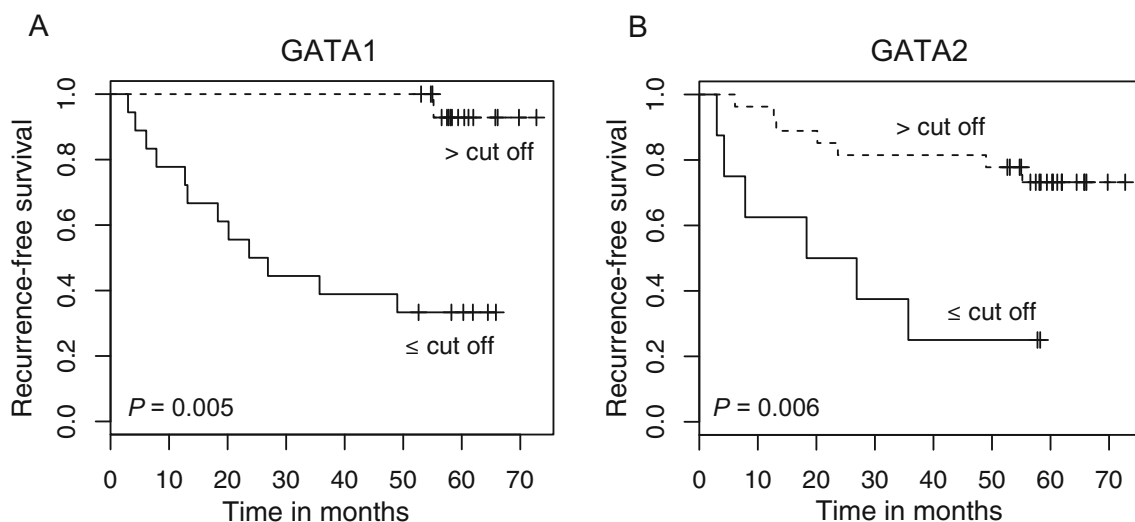 A
GATA1
Recurrence-free survival
1.0
0.8
0.6
0.4
0.2
0.0
> cut off
≤ cut off
P = 0.005
0 10 20 30 40 50 60 70
Time in months
B
GATA2
Recurrence-free survival
1.0
0.8
0.6
0.4
0.2
0.0
> cut off
≤ cut off
P = 0.006
0 10 20 30 40 50 60 70
Time in months